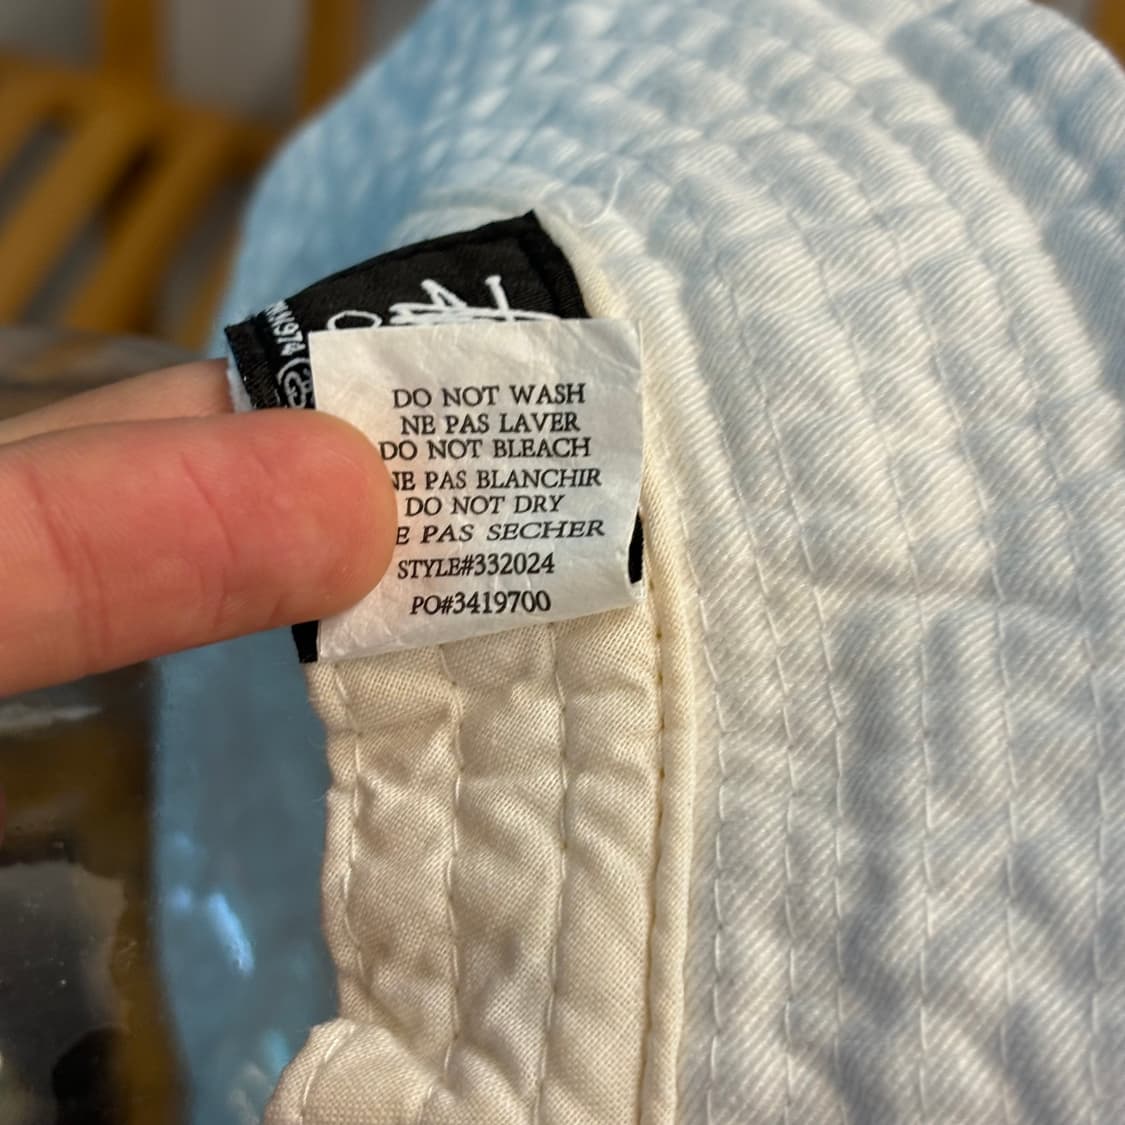 DO NOT WASH
NE PAS LAVER
DO NOT BLEACH
NE PAS BLANCHIR
DO NOT DRY
E PAS SECHER
STYLE#332024
PO#3419700